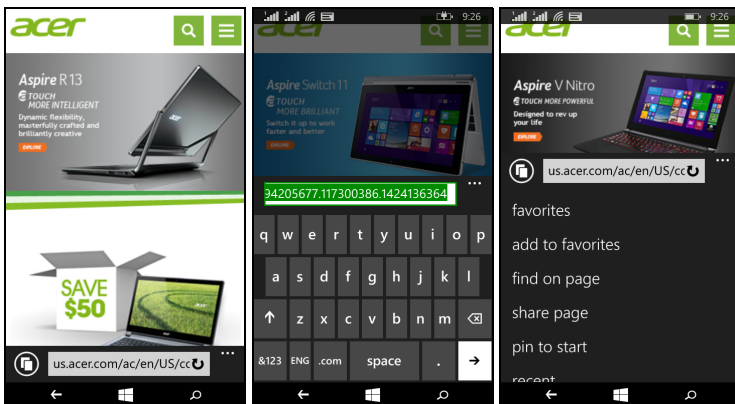 acer
Aspire R 13
TOUCH
MORE INTELLIGENT
Dynamic flexibility,
masterfully crafted and
brilliantly creative
EXPLORE
SAVE
$50
us.acer.com/ac/en/US/cc
9:26
Aspire Switch 11
TOUCH
MORE BRILLIANT
Switch it up to work
faster and better
EXPLORE
94205677.117300386.1424136364
q w e r t y u i o p
a s d f g h j k l
z x c v b n m
&123 ENG .com space .
9:26
acer
Aspire V Nitro
TOUCH MORE POWERFUL
Designed to rev up
your life
EXPLORE
us.acer.com/ac/en/US/cc
favorites
add to favorites
find on page
share page
pin to start
recent